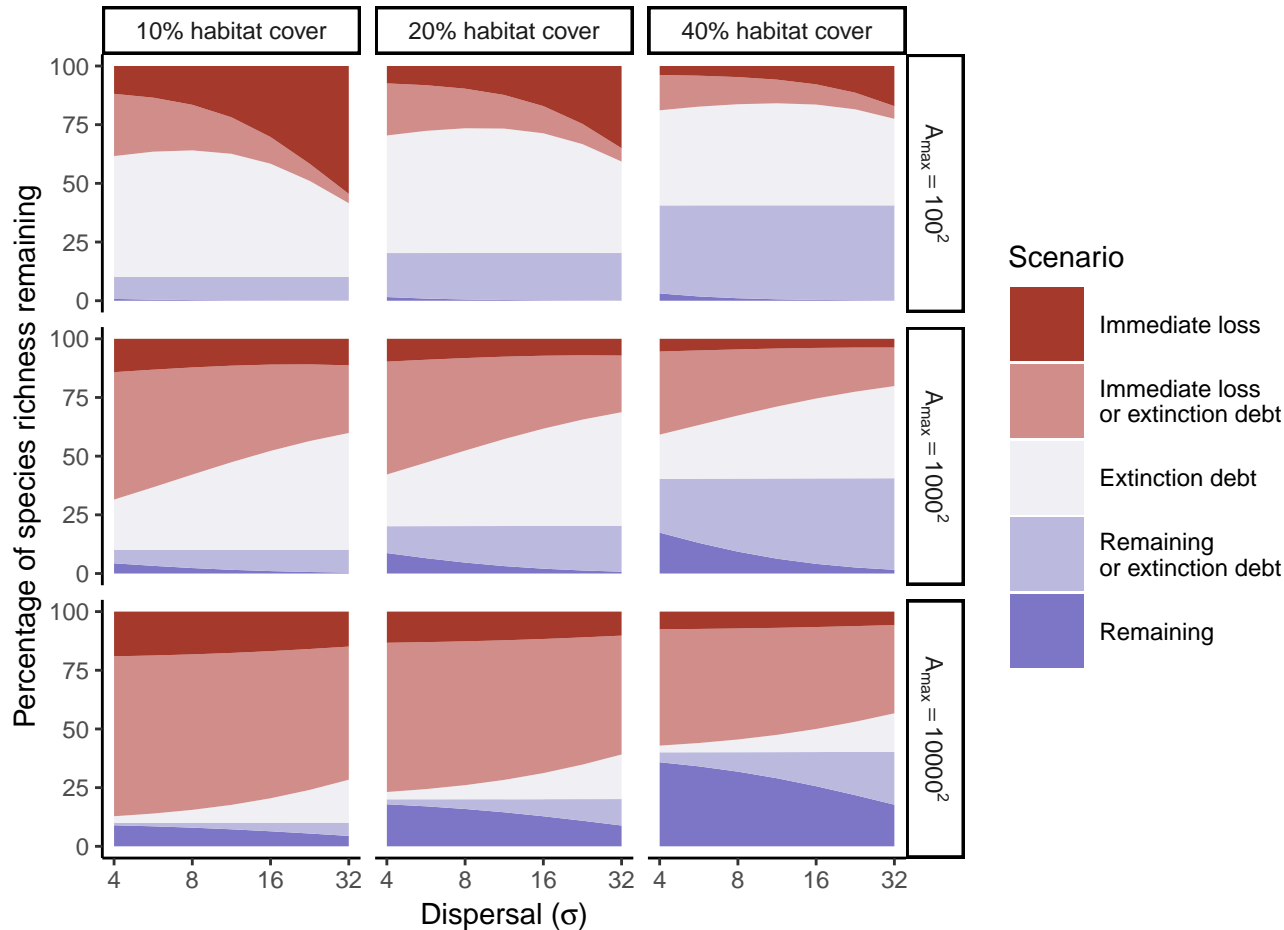 10% habitat cover
20% habitat cover
40% habitat cover
Percentage of species richness remaining
100
75
50
25
0
A_max = 100²
100
75
50
25
0
A_max = 1000²
100
75
50
25
0
A_max = 10000²
4 8 16 32
4 8 16 32
4 8 16 32
Dispersal (σ)
Scenario
Immediate loss
Immediate loss
or extinction debt
Extinction debt
Remaining
or extinction debt
Remaining